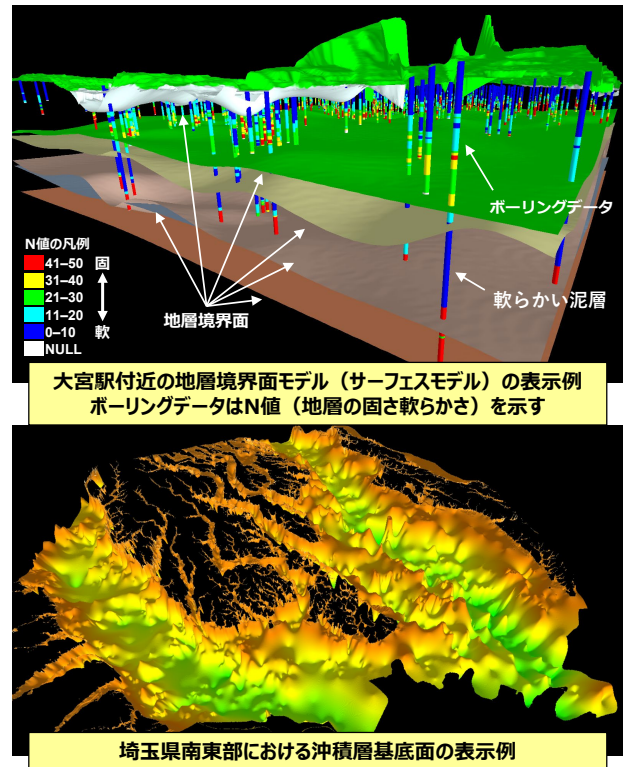 ボーリングデータ
N値の凡例
41–50 固
31–40
21–30
11–20
0–10 軟
NULL
地層境界面
軟らかい泥層
大宮駅付近の地層境界面モデル（サーフェスモデル）の表示例
ボーリングデータはN値（地層の固さ軟らかさ）を示す
埼玉県南東部における沖積層基底面の表示例